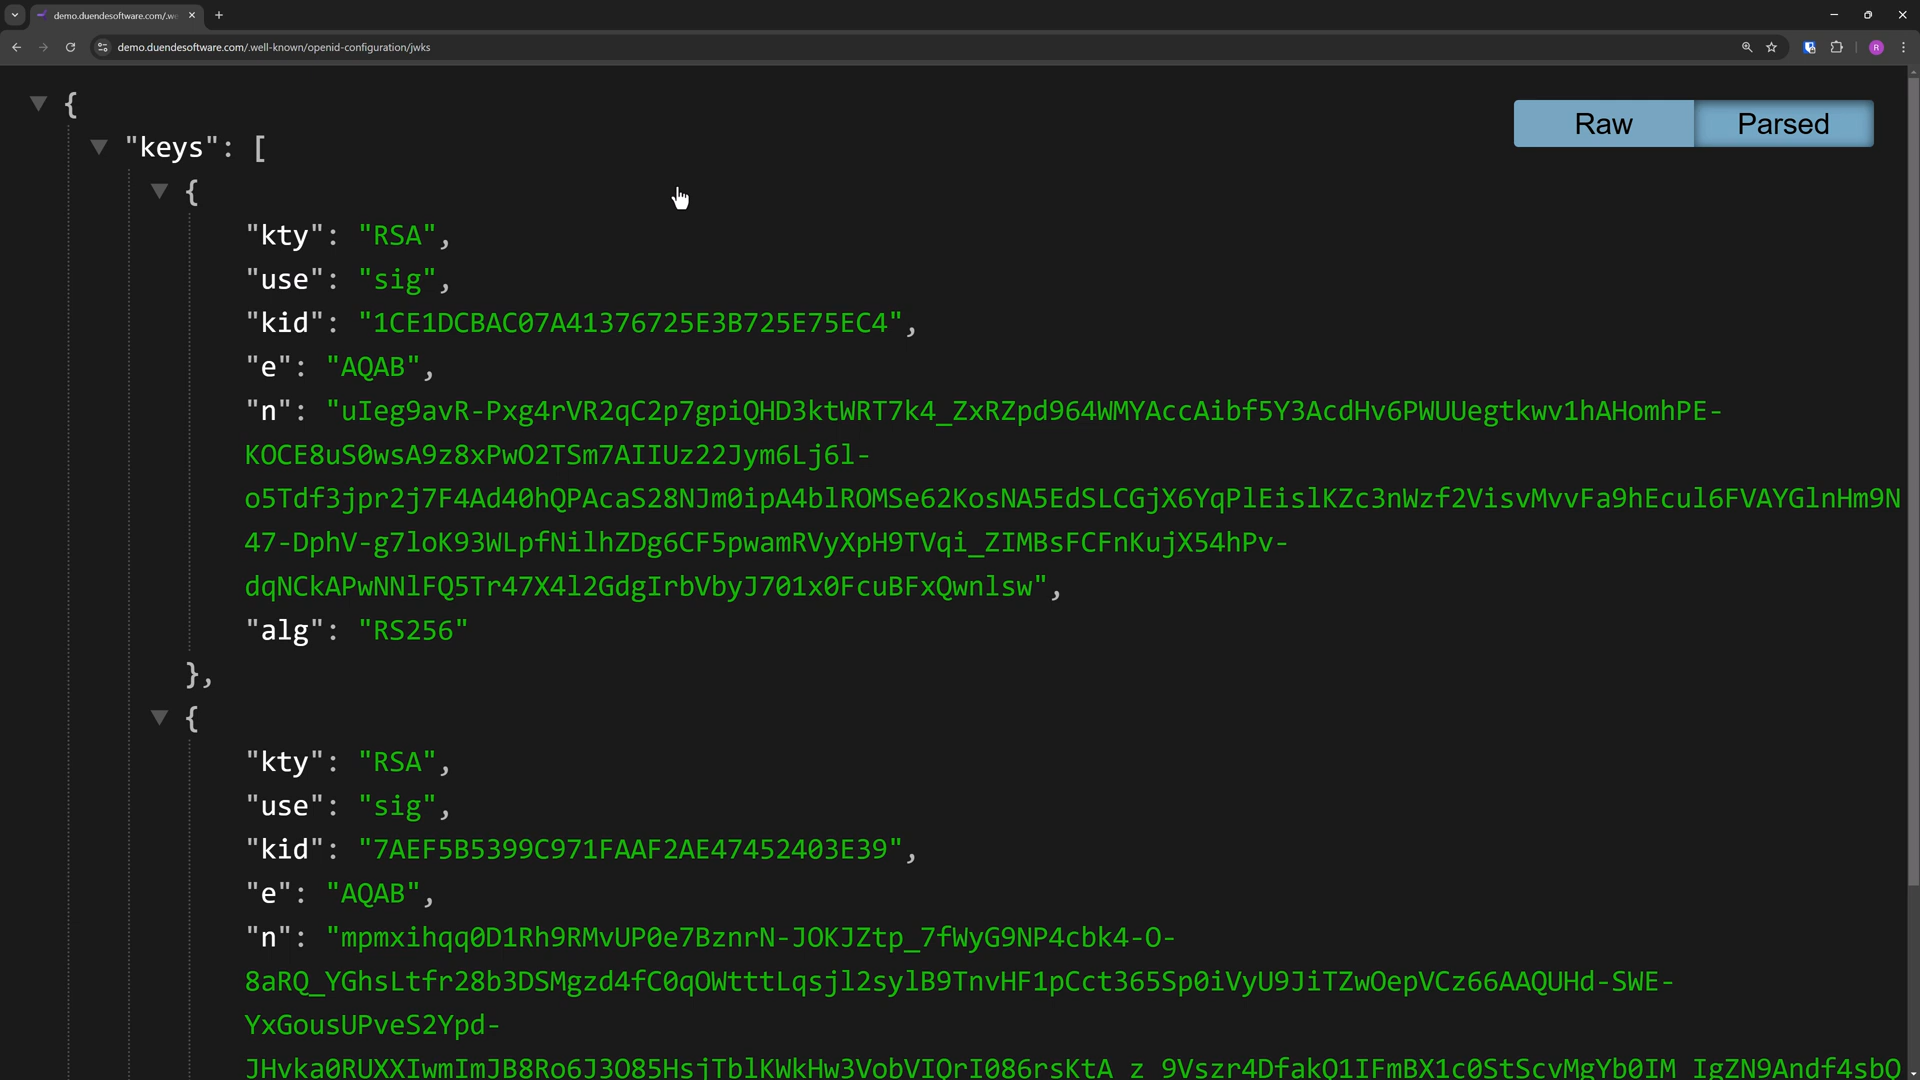 demo.duendesoftware.com/.we
demo.duendesoftware.com/.well-known/openid-configuration/jwks
R
Raw
Parsed
{
"keys": [
{
"kty": "RSA",
"use": "sig",
"kid": "1CE1DCBAC07A41376725E3B725E75EC4",
"e": "AQAB",
"n": "uIeg9avR-Pxg4rVR2qC2p7gpiQHD3ktWRT7k4_ZxRZpd964WMYAccAibf5Y3AcdHv6PWUUegtkwv1hAHomhPE-
KOCE8uS0wsA9z8xPwO2TSm7AIIUz22Jym6Lj6l-
o5Tdf3jpr2j7F4Ad40hQPAcaS28NJm0ipA4blROMSe62KosNA5EdSLCGjX6YqPlEislKZc3nWzf2VisvMvvFa9hEcul6FVAYGlnHm9N
47-DphV-g7loK93WLpfNilhZDg6CF5pwamRVyXpH9TVqi_ZIMBsFCFnKujX54hPv-
dqNCkAPwNNlFQ5Tr47X4l2GdgIrbVbyJ701x0FcuBFxQwnlsw",
"alg": "RS256"
},
{
"kty": "RSA",
"use": "sig",
"kid": "7AEF5B5399C971FAAF2AE47452403E39",
"e": "AQAB",
"n": "mpmxihqq0D1Rh9RMvUP0e7BznrN-JOKJZtp_7fWyG9NP4cbk4-O-
8aRQ_YGhsLtfr28b3DSMgzd4fC0qOWtttLqsjl2sylB9TnvHF1pCct365Sp0iVyU9JiTZwOepVCz66AAQUHd-SWE-
YxGousUPveS2Ypd-
JHvka0RUXXIwmImJB8Ro6J3O85HsjTblKWkHw3VobVIQrI086rsKtA_z_9Vszr4DfakQ1IFmBX1c0StScvMgYb0IM_IgZN9Andf4sbQ